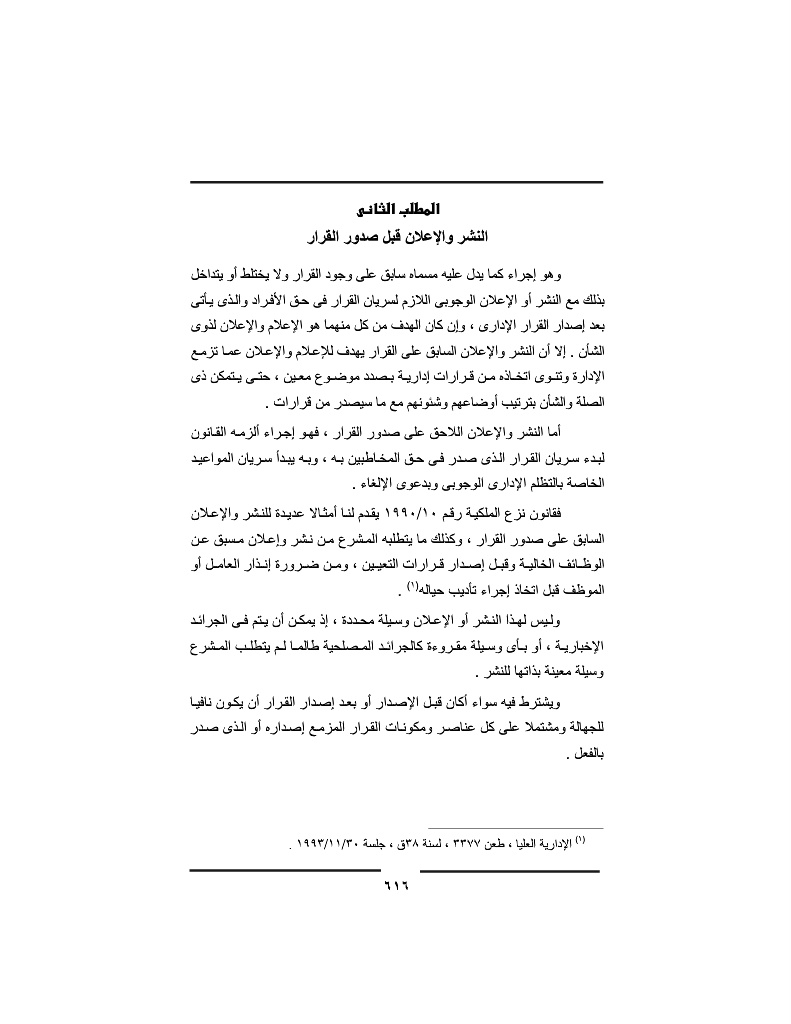 المطلب الثانى
النشر والإعلان قبل صدور القرار
وهو إجراء كما يدل عليه مسماه سابق على وجود القرار ولا يختلط أو يتداخل
بذلك مع النشر أو الإعلان الوجوبى اللازم لسريان القرار فى حق الأفراد والذى يأتى
بعد إصدار القرار الإدارى ، وإن كان الهدف من كل منهما هو الإعلام والإعلان لذوى
الشأن . إلا أن النشر والإعلان السابق على القرار يهدف للإعلام والإعلان عما تزمع
الإدارة وتنوى اتخاذه من قرارات إدارية بصدد موضوع معين ، حتى يتمكن ذى
الصلة والشأن بترتيب أوضاعهم وشئونهم مع ما سيصدر من قرارات .
أما النشر والإعلان اللاحق على صدور القرار ، فهو إجراء ألزمه القانون
لبدء سريان القرار الذى صدر فى حق المخاطبين به ، وبه يبدأ سريان المواعيد
الخاصة بالتظلم الإدارى الوجوبى وبدعوى الإلغاء .
فقانون نزع الملكية رقم ١٩٩٠/١٠ يقدم لنا أمثالا عديدة للنشر والإعلان
السابق على صدور القرار ، وكذلك ما يتطلبه المشرع من نشر وإعلان مسبق عن
الوظائف الخالية وقبل إصدار قرارات التعيين ، ومن ضرورة إنذار العامل أو
الموظف قبل اتخاذ إجراء تأديب حياله(١) .
وليس لهذا النشر أو الإعلان وسيلة محددة ، إذ يمكن أن يتم فى الجرائد
الإخبارية ، أو بأى وسيلة مقروءة كالجرائد المصلحية طالما لم يتطلب المشرع
وسيلة معينة بذاتها للنشر .
ويشترط فيه سواء أكان قبل الإصدار أو بعد إصدار القرار أن يكون نافيا
للجهالة ومشتملا على كل عناصر ومكونات القرار المزمع إصداره أو الذى صدر
بالفعل .
(١) الإدارية العليا ، طعن ٣٣٧٧ ، لسنة ٣٨ق ، جلسة ١٩٩٣/١١/٣٠ .
٦١٦